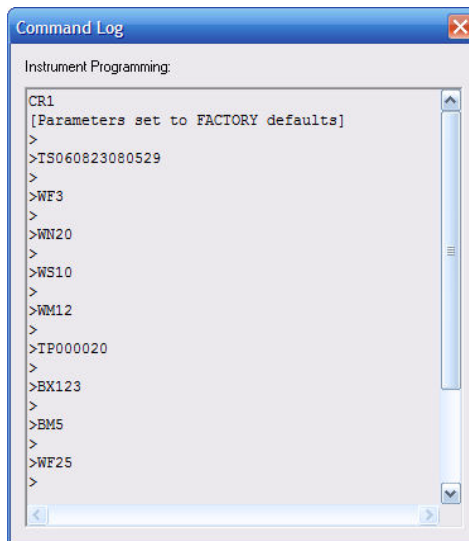 Command Log
Instrument Programming:
CR1
[Parameters set to FACTORY defaults]
>
>TS060823080529
>
>WF3
>
>WN20
>
>WS10
>
>WM12
>
>TP000020
>
>BX123
>
>BM5
>
>WF25
>